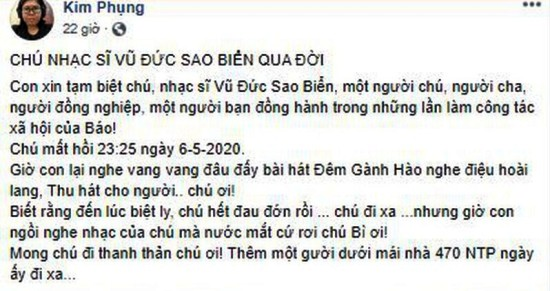 Kim Phụng
22 giờ ·
CHÚ NHẠC SĨ VŨ ĐỨC SAO BIỂN QUA ĐỜI
Con xin tạm biệt chú, nhạc sĩ Vũ Đức Sao Biển, một người chú, người cha,
người đồng nghiệp, một người bạn đồng hành trong những lần làm công tác
xã hội của Báo!
Chú mất hồi 23:25 ngày 6-5-2020.
Giờ con lại nghe vang vang đâu đấy bài hát Đêm Gành Hào nghe điệu hoài
lang, Thu hát cho người.. chú ơi!
Biết rằng đến lúc biệt ly, chú hết đau đớn rồi ... chú đi xa ...nhưng giờ con
ngồi nghe nhạc của chú mà nước mắt cứ rơi chú Bì ơi!
Mong chú đi thanh thản chú ơi! Thêm một gười dưới mái nhà 470 NTP ngày
ấy đi xa...